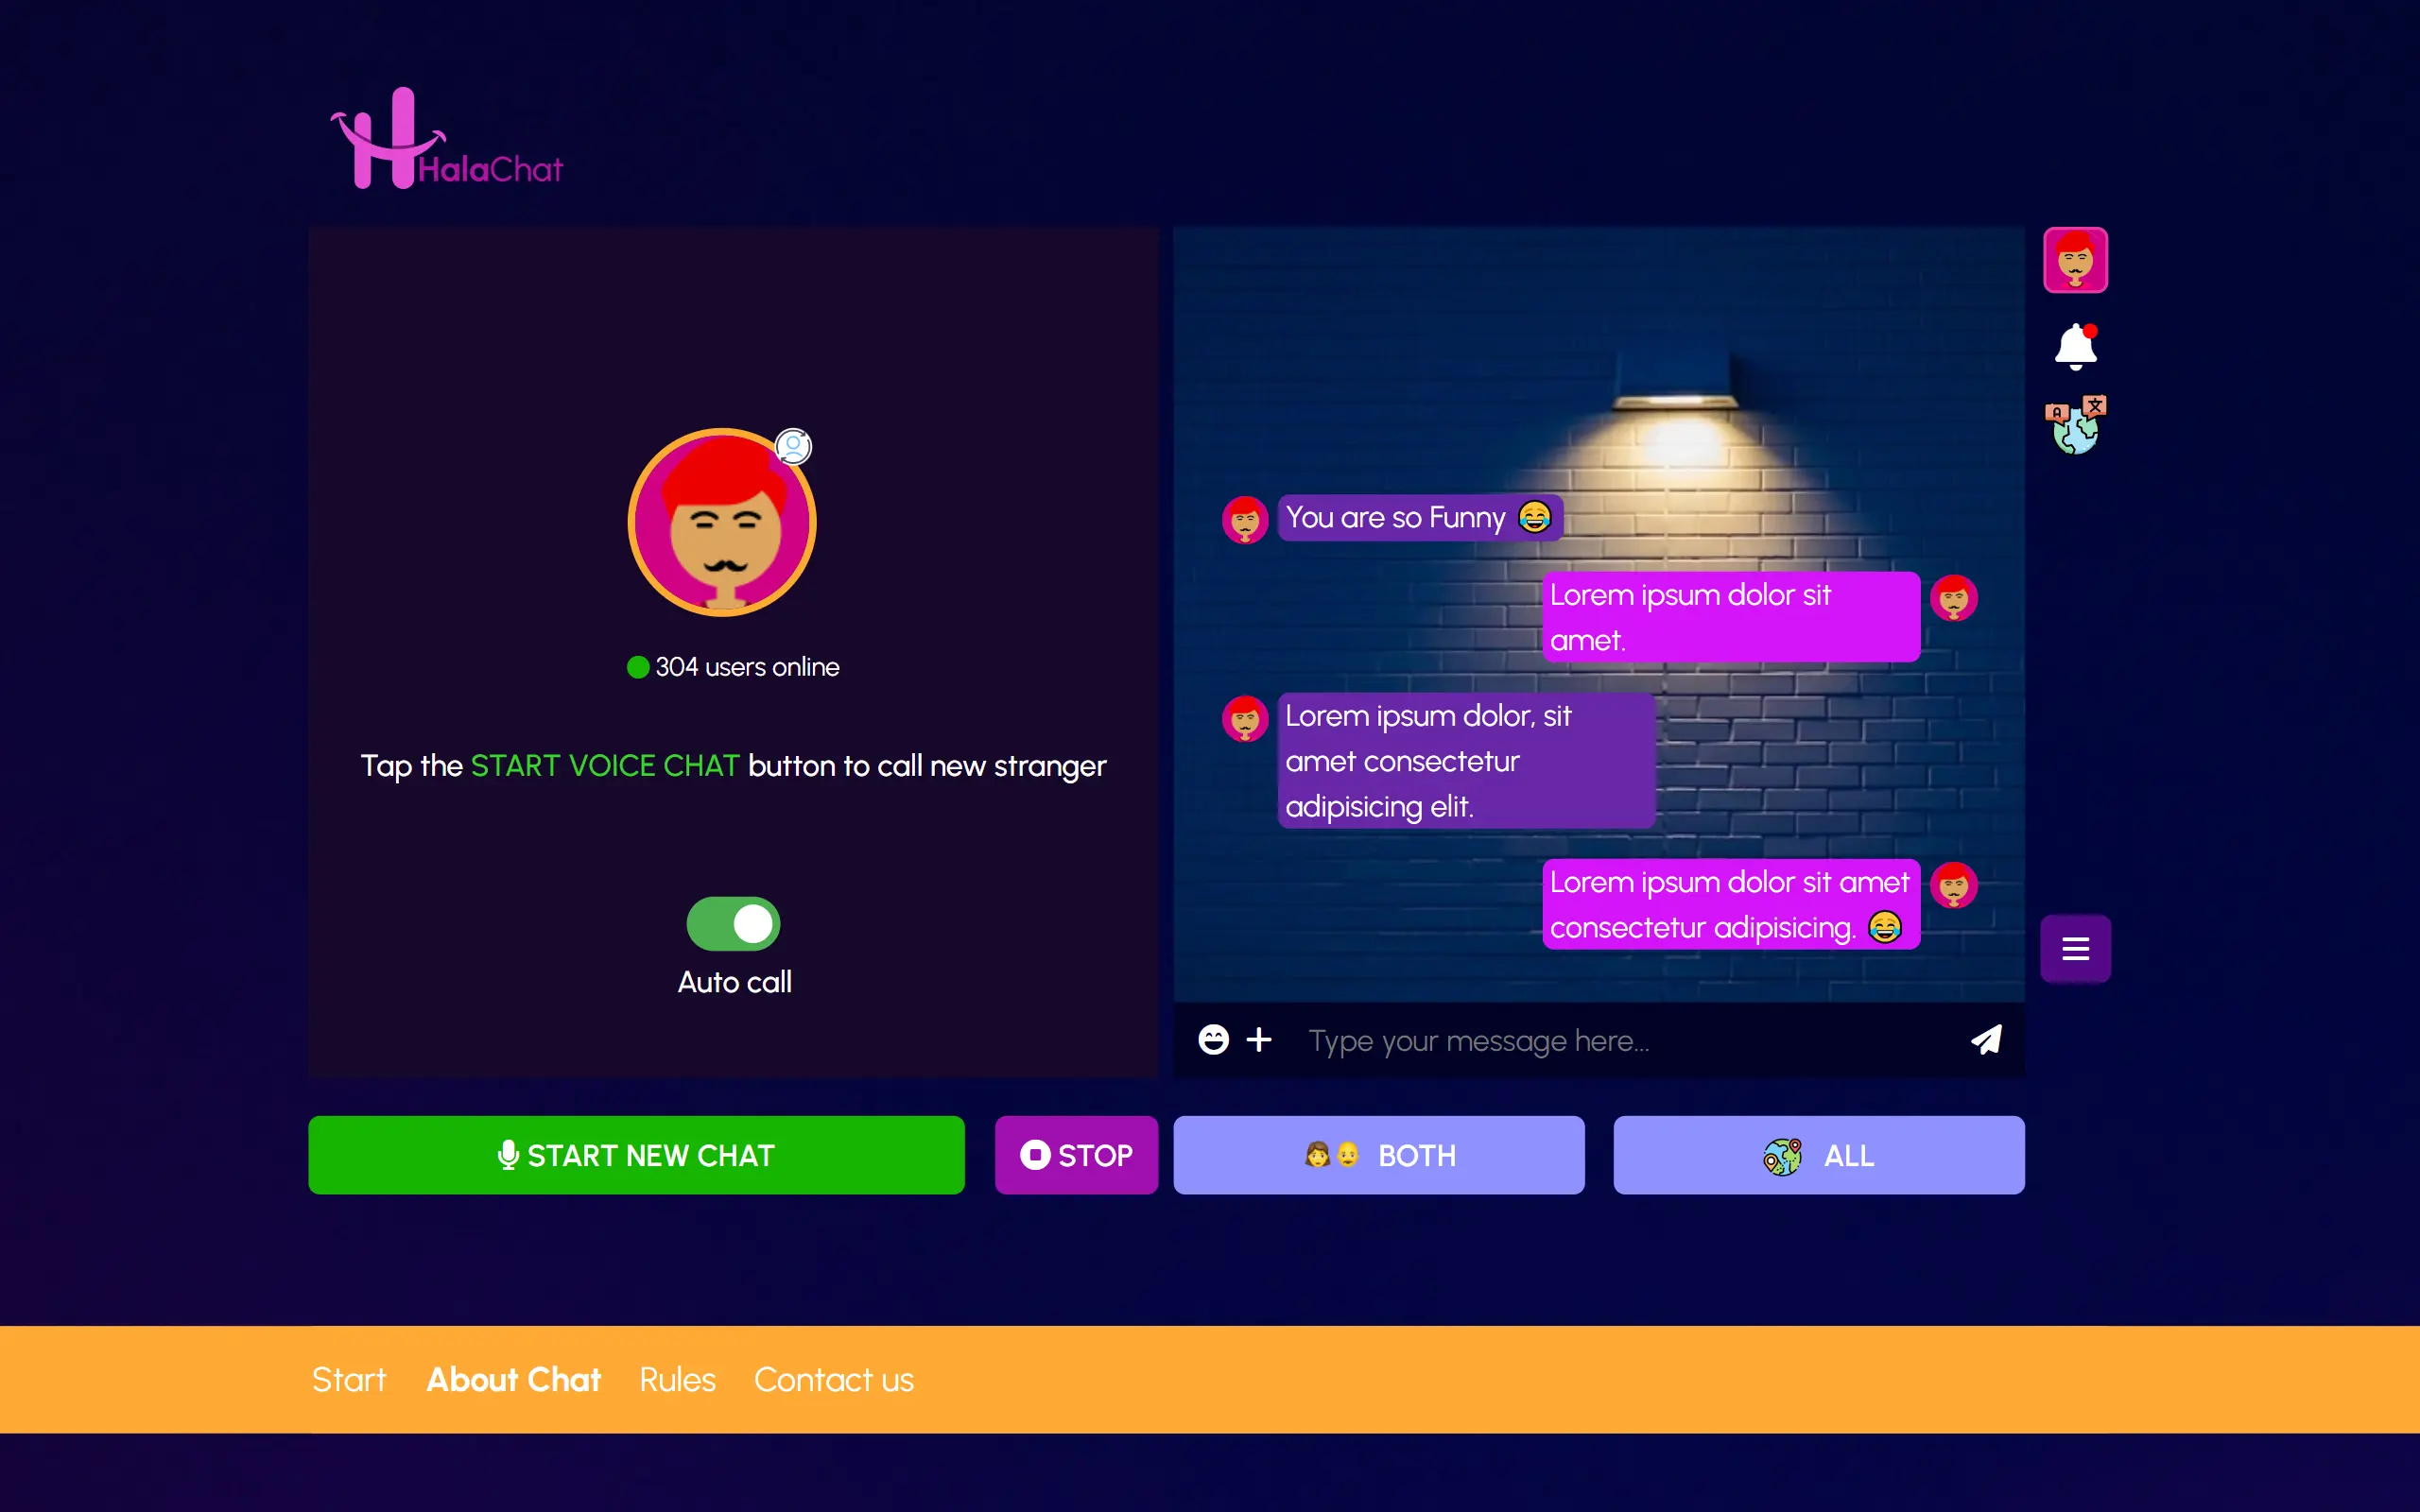 HalaChat
304 users online
Tap the START VOICE CHAT button to call new stranger
Auto call
You are so Funny 😂
Lorem ipsum dolor sit
amet.
Lorem ipsum dolor, sit
amet consectetur
adipisicing elit.
Lorem ipsum dolor sit amet
consectetur adipisicing. 😂
Type your message here...
A 文
START NEW CHAT
STOP
BOTH
ALL
Start
About Chat
Rules
Contact us